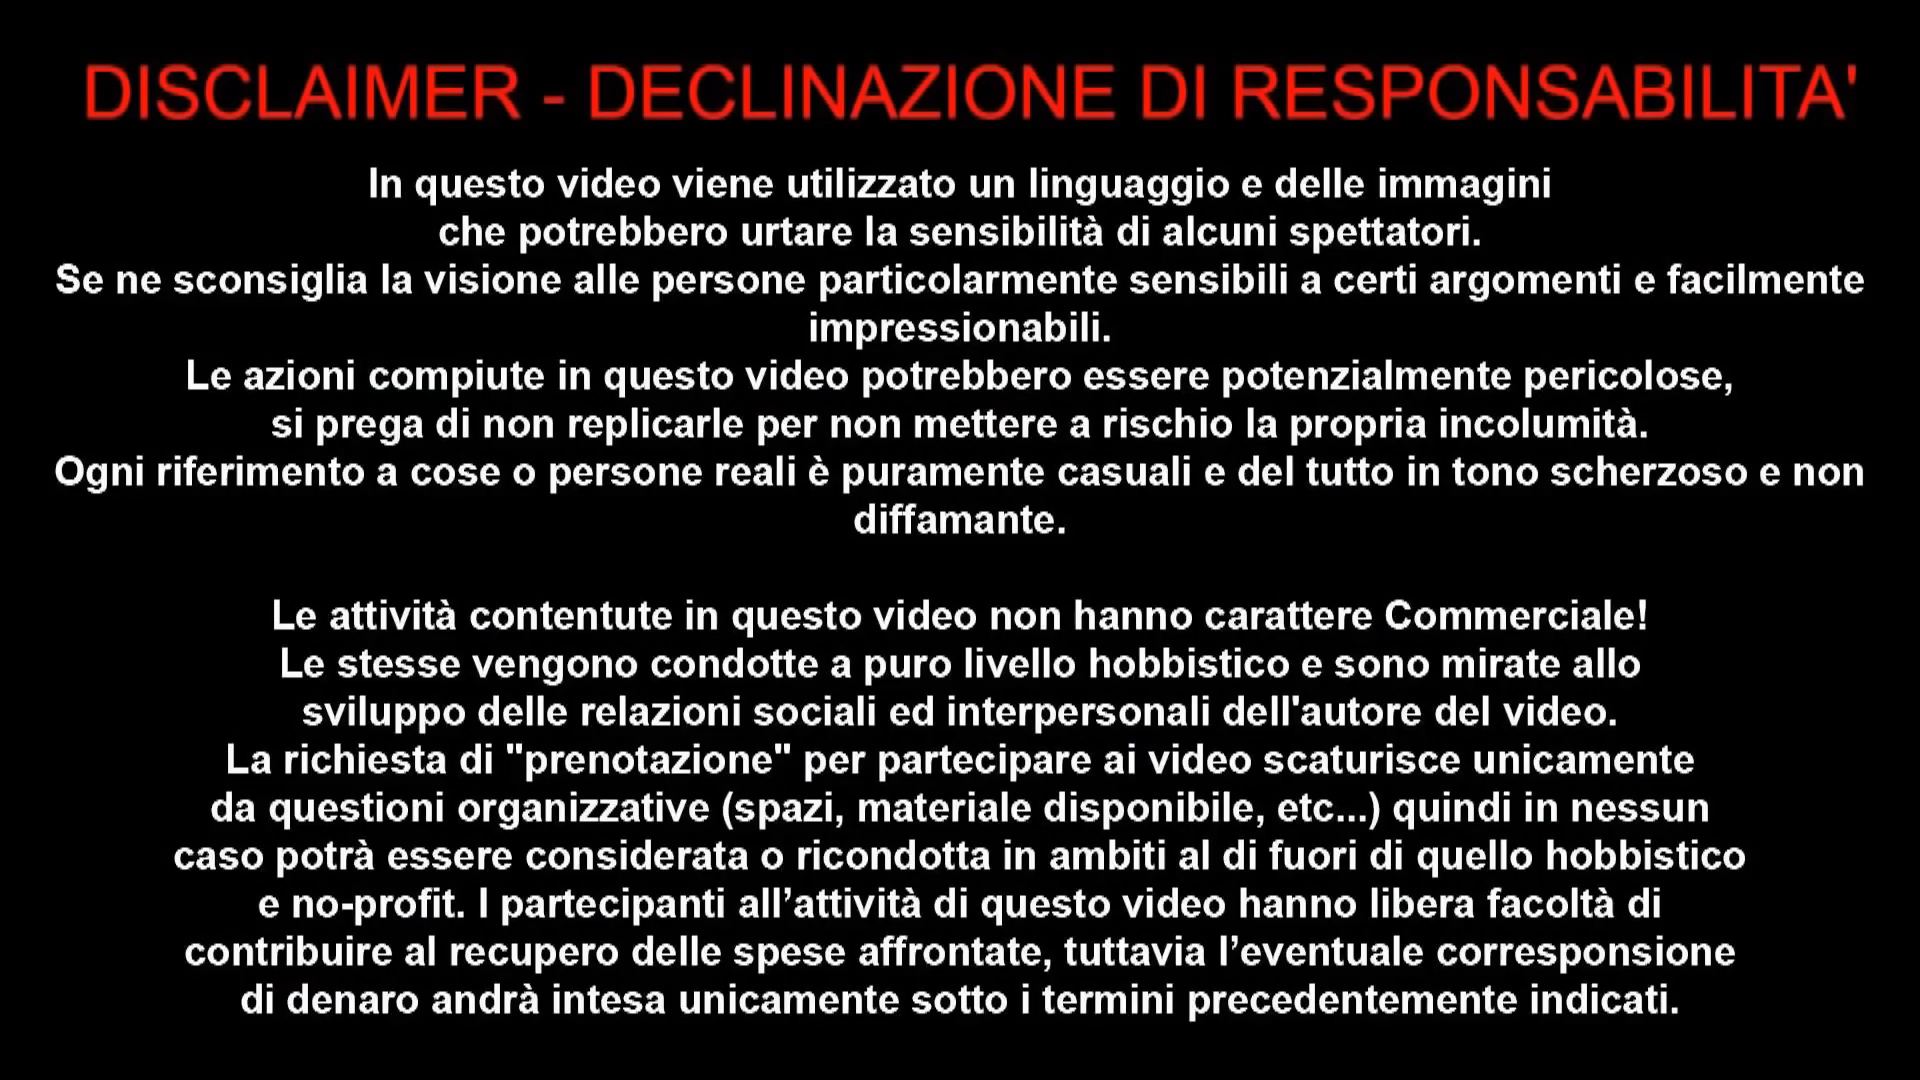 DISCLAIMER - DECLINAZIONE DI RESPONSABILITA'
In questo video viene utilizzato un linguaggio e delle immagini
che potrebbero urtare la sensibilità di alcuni spettatori.
Se ne sconsiglia la visione alle persone particolarmente sensibili a certi argomenti e facilmente
impressionabili.
Le azioni compiute in questo video potrebbero essere potenzialmente pericolose,
si prega di non replicarle per non mettere a rischio la propria incolumità.
Ogni riferimento a cose o persone reali è puramente casuali e del tutto in tono scherzoso e non
diffamante.
Le attività contentute in questo video non hanno carattere Commerciale!
Le stesse vengono condotte a puro livello hobbistico e sono mirate allo
sviluppo delle relazioni sociali ed interpersonali dell'autore del video.
La richiesta di "prenotazione" per partecipare ai video scaturisce unicamente
da questioni organizzative (spazi, materiale disponibile, etc...) quindi in nessun
caso potrà essere considerata o ricondotta in ambiti al di fuori di quello hobbistico
e no-profit. I partecipanti all’attività di questo video hanno libera facoltà di
contribuire al recupero delle spese affrontate, tuttavia l’eventuale corresponsione
di denaro andrà intesa unicamente sotto i termini precedentemente indicati.